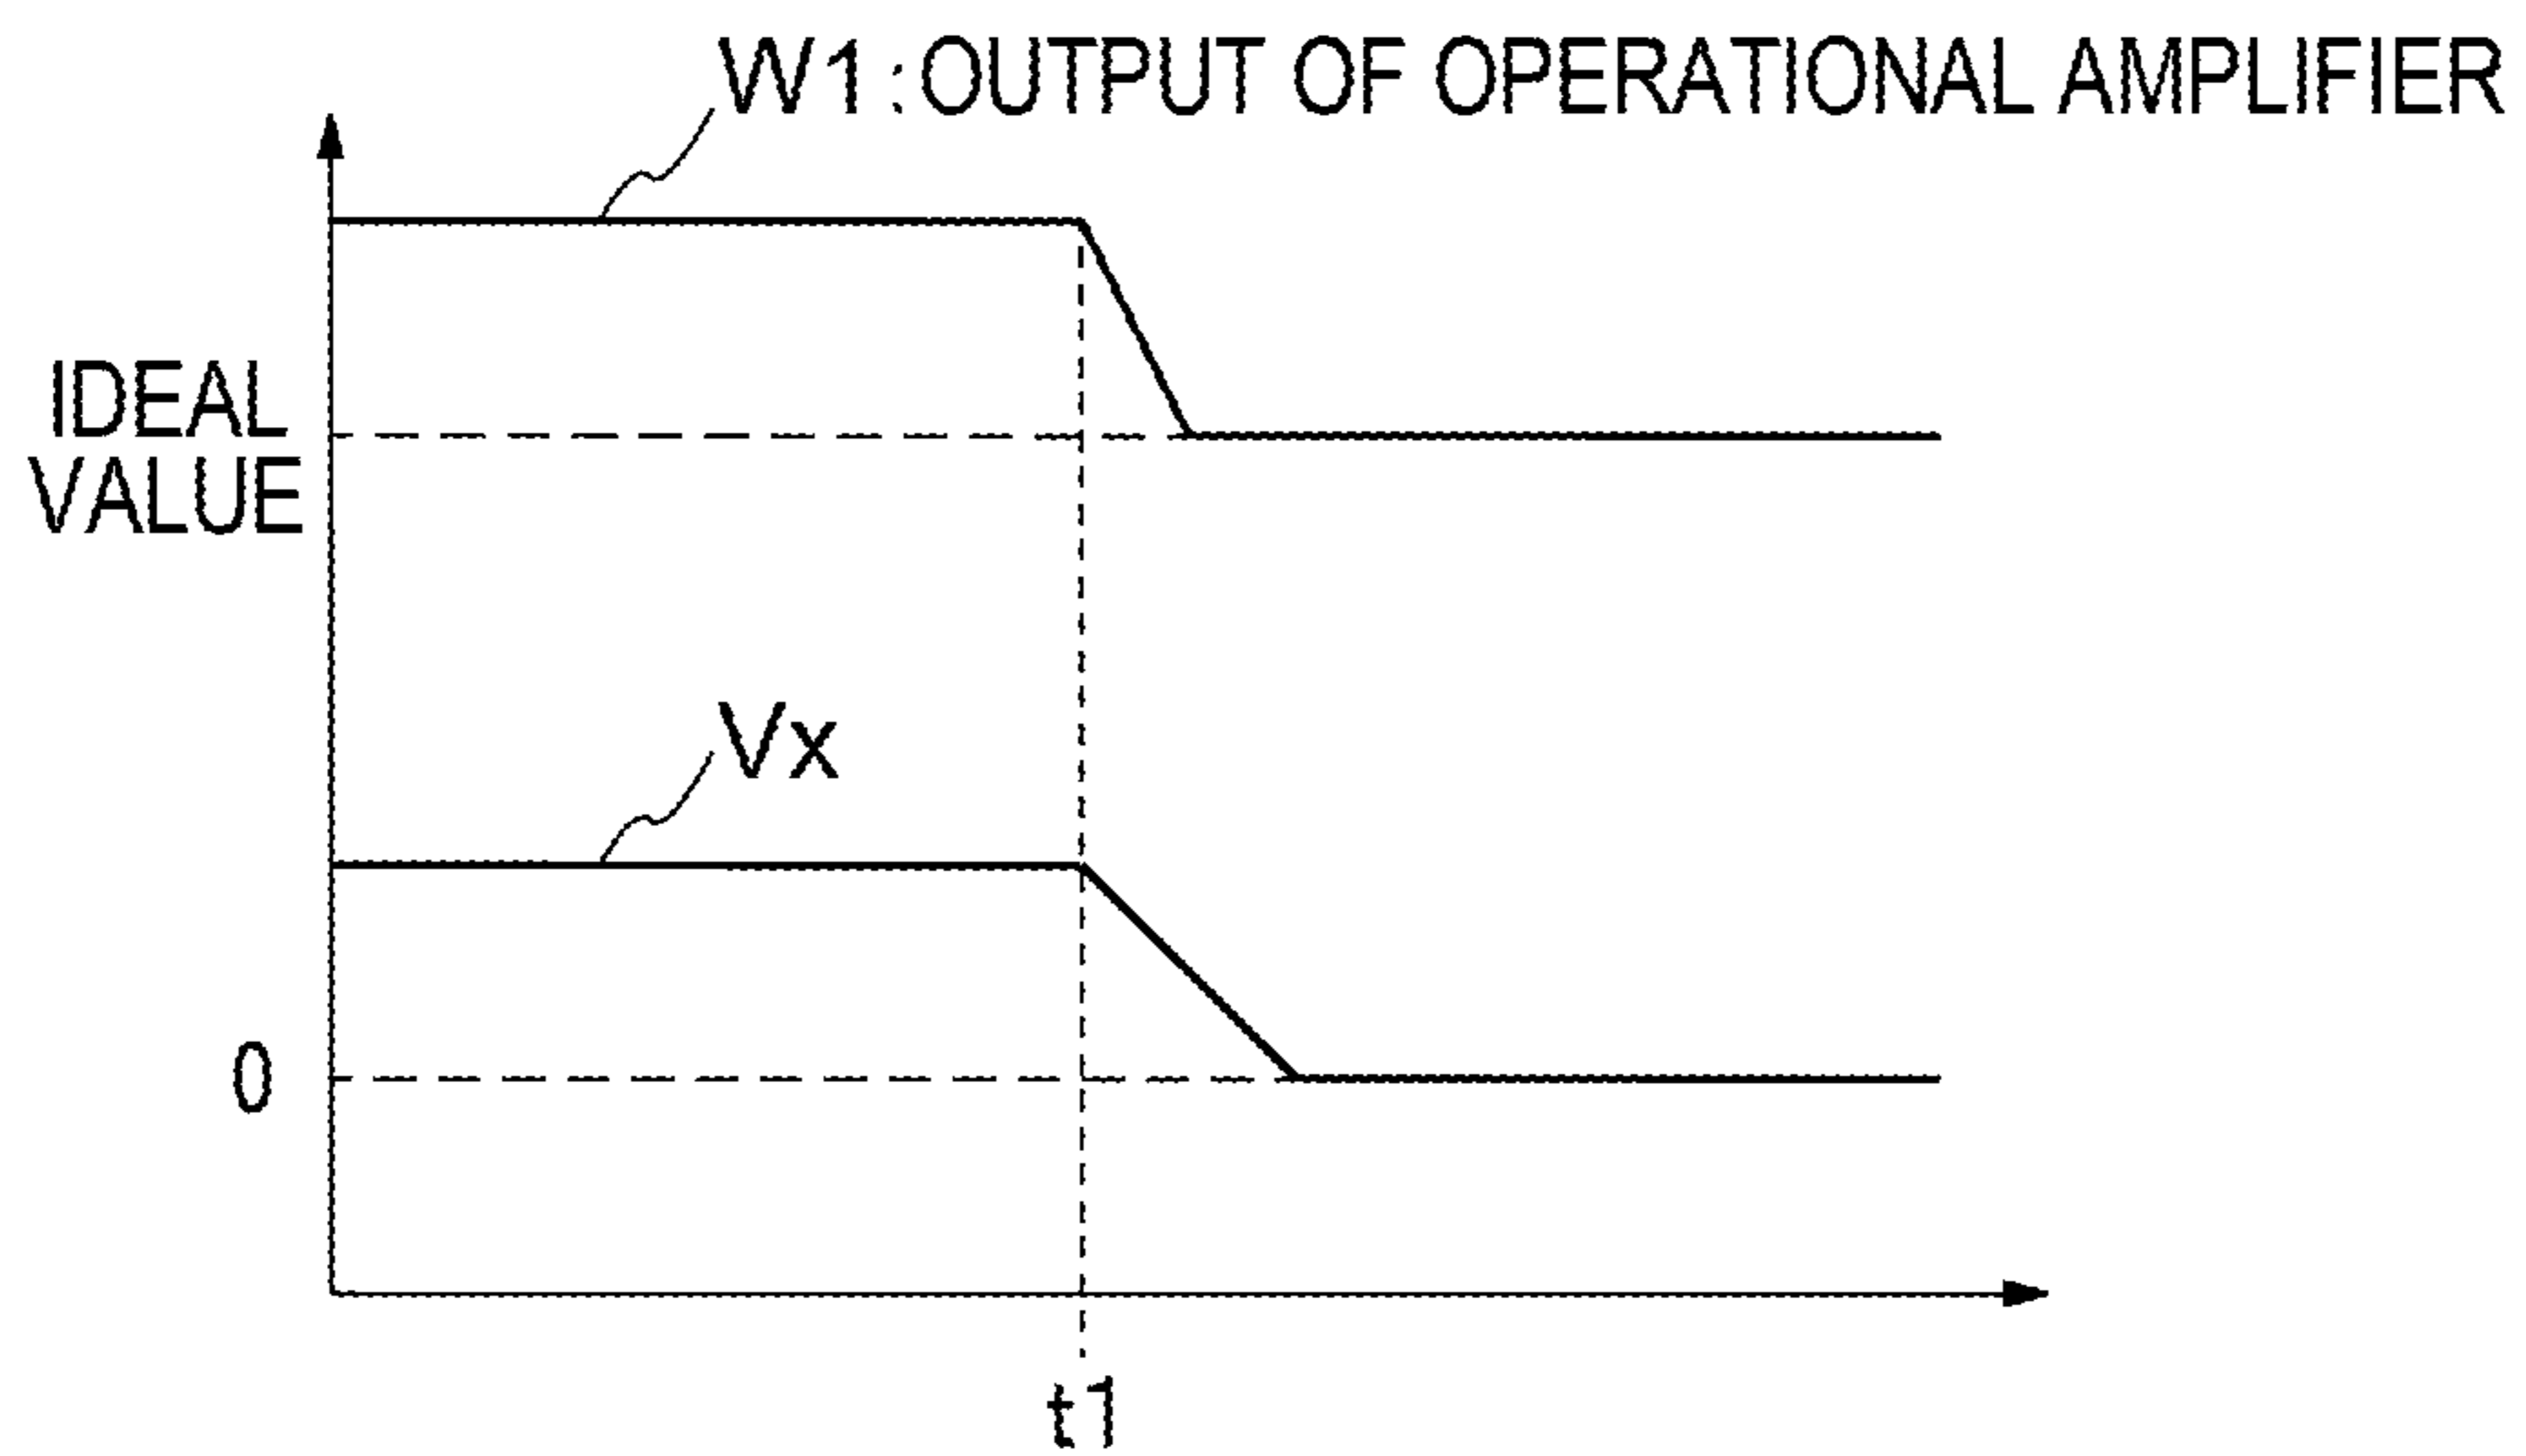 W1:OUTPUT OF OPERATIONAL AMPLIFIER
IDEAL
VALUE
Vx
0
t1